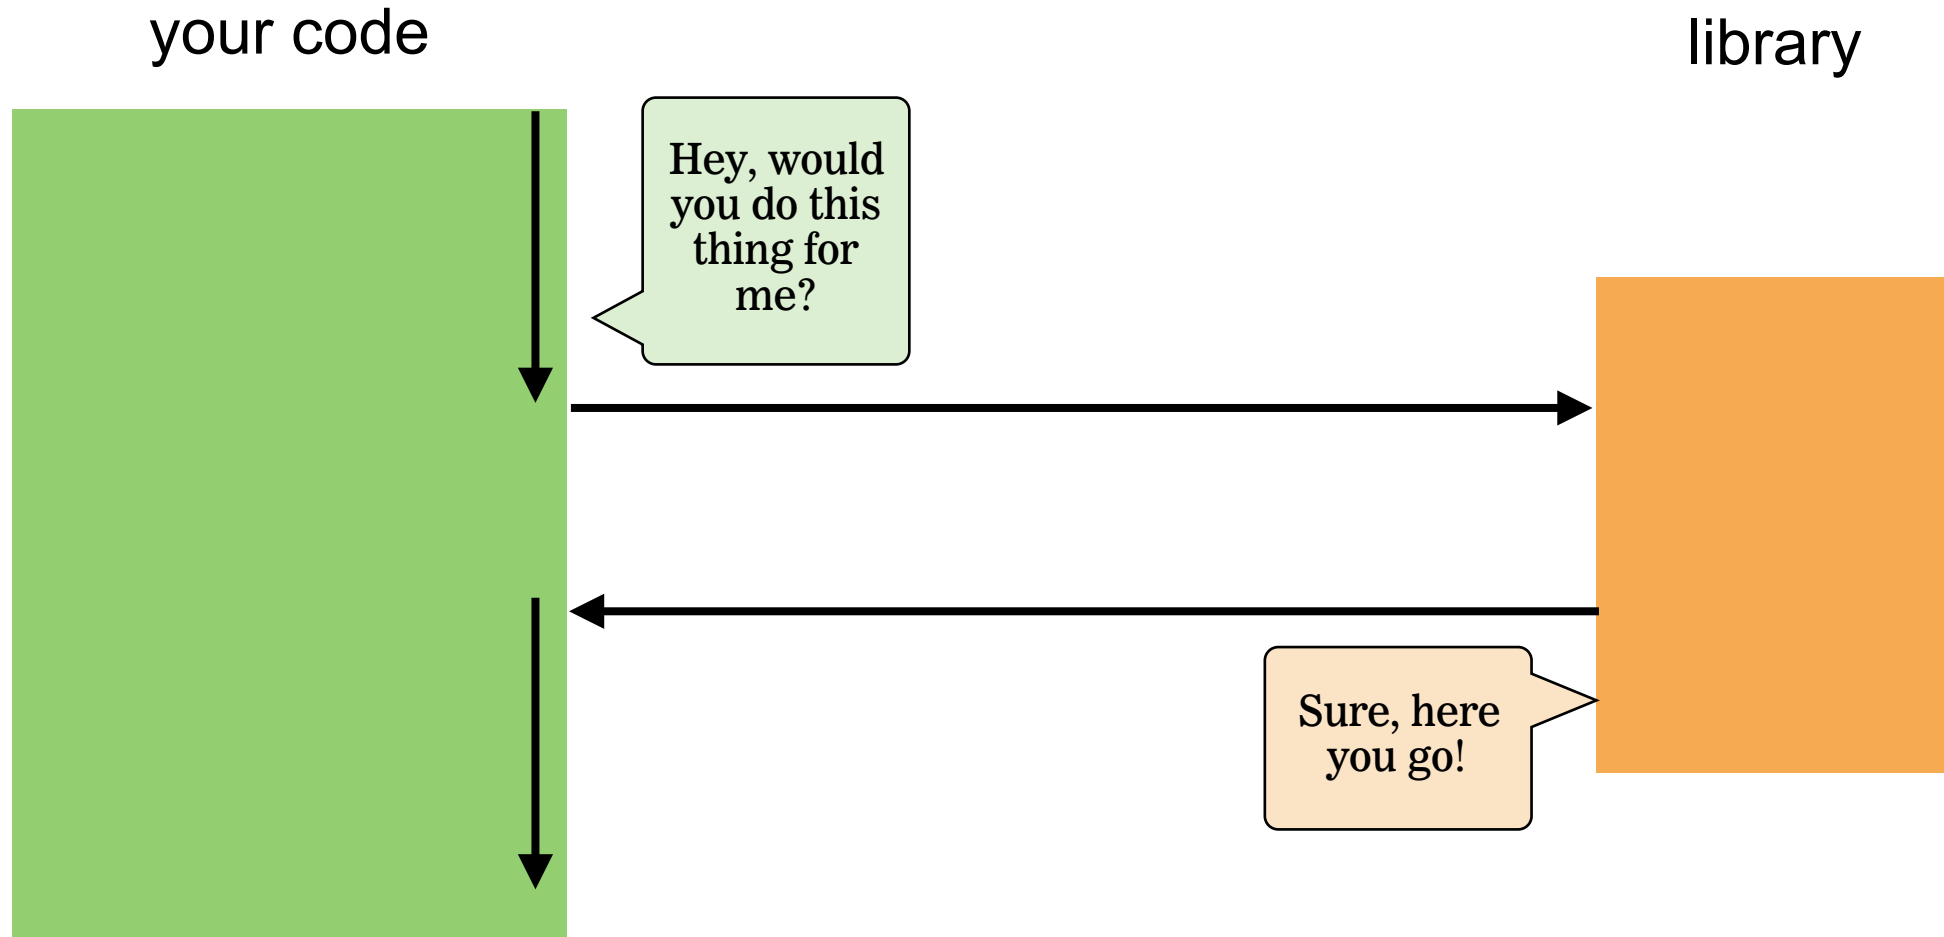 your code
library
Hey, would
you do this
thing for
me?
Sure, here
you go!